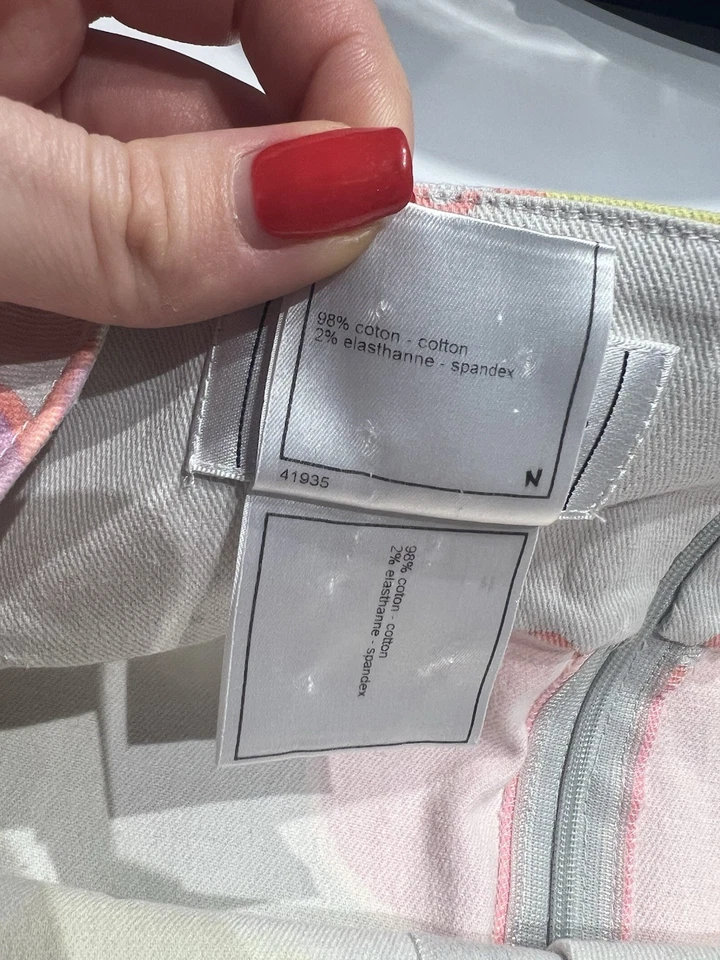 98% coton - cotton
2% elasthanne - spandex
41935
N
98% coton - cotton
2% elasthanne - spandex